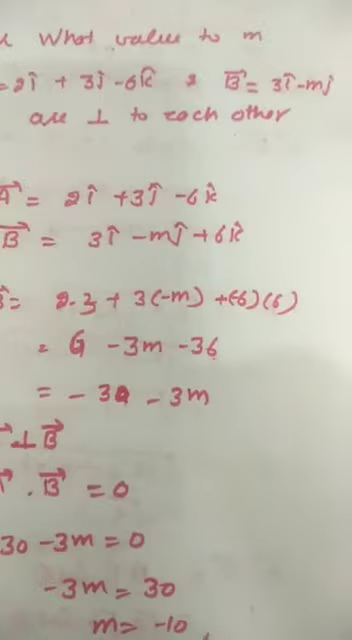 What value to m
= 2î + 3ĵ - 6k̂ & B⃗ = 3î - mĵ
are ⊥ to each other
A⃗ = 2î + 3ĵ - 6k̂
B⃗ = 3î - mĵ + 6k̂
= 2.3 + 3(-m) + (-6)(6)
= 6 - 3m - 36
= - 30 - 3m
⊥ B⃗
. B⃗ = 0
30 - 3m = 0
- 3m = 30
m = -10